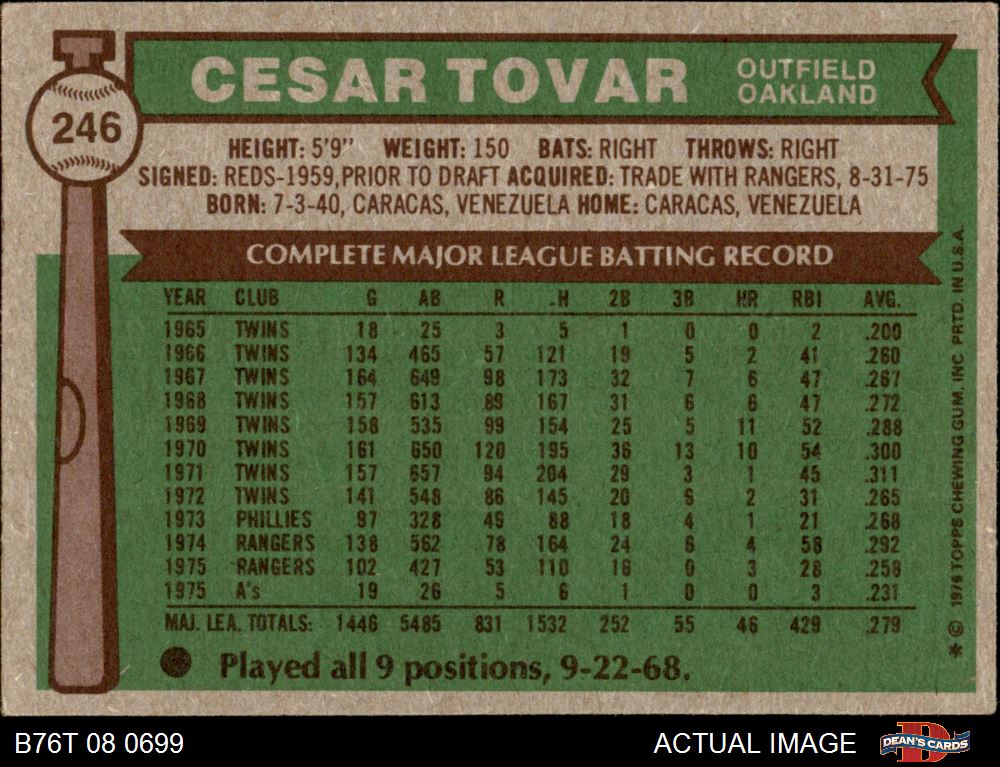 CESAR TOVAR
OUTFIELD
OAKLAND
246
HEIGHT: 5'9" WEIGHT: 150 BATS: RIGHT THROWS: RIGHT
SIGNED: REDS-1959, PRIOR TO DRAFT ACQUIRED: TRADE WITH RANGERS, 8-31-75
BORN: 7-3-40, CARACAS, VENEZUELA HOME: CARACAS, VENEZUELA
COMPLETE MAJOR LEAGUE BATTING RECORD
YEAR CLUB G AB R H 2B 3B HR RBI AVG.
1965 TWINS 18 25 3 5 1 0 0 2 .200
1966 TWINS 134 465 57 121 19 5 2 41 .260
1967 TWINS 164 649 98 173 32 7 6 47 .267
1968 TWINS 157 613 89 167 31 6 6 47 .272
1969 TWINS 158 535 99 154 25 5 11 52 .288
1970 TWINS 161 650 120 195 36 13 10 54 .300
1971 TWINS 157 657 94 204 29 3 1 45 .311
1972 TWINS 141 548 86 145 20 6 2 31 .265
1973 PHILLIES 97 328 49 88 18 4 1 21 .268
1974 RANGERS 138 562 78 164 24 6 4 58 .292
1975 RANGERS 102 427 53 110 16 0 3 28 .258
1975 A's 19 26 5 6 1 0 0 3 .231
MAJ. LEA. TOTALS: 1446 5485 831 1532 252 55 46 429 .279
Played all 9 positions, 9-22-68.
* © 1976 TOPPS CHEWING GUM, INC. PRTD. IN U.S.A.
B76T 08 0699
ACTUAL IMAGE
D
DEAN'S CARDS